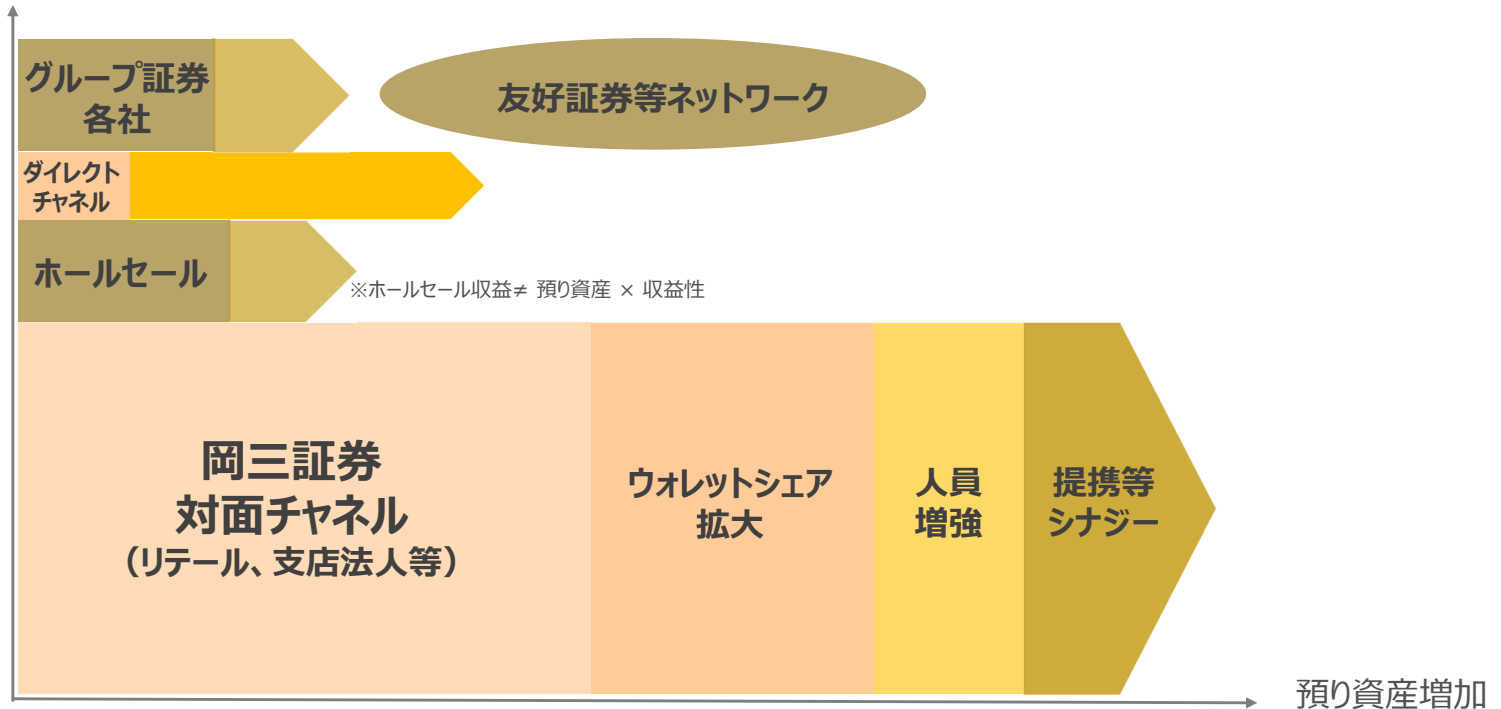 グループ証券
各社
友好証券等ネットワーク
ダイレクト
チャネル
ホールセール
※ホールセール収益≠ 預り資産 × 収益性
岡三証券
対面チャネル
（リテール、支店法人等）
ウォレットシェア
拡大
人員
増強
提携等
シナジー
預り資産増加